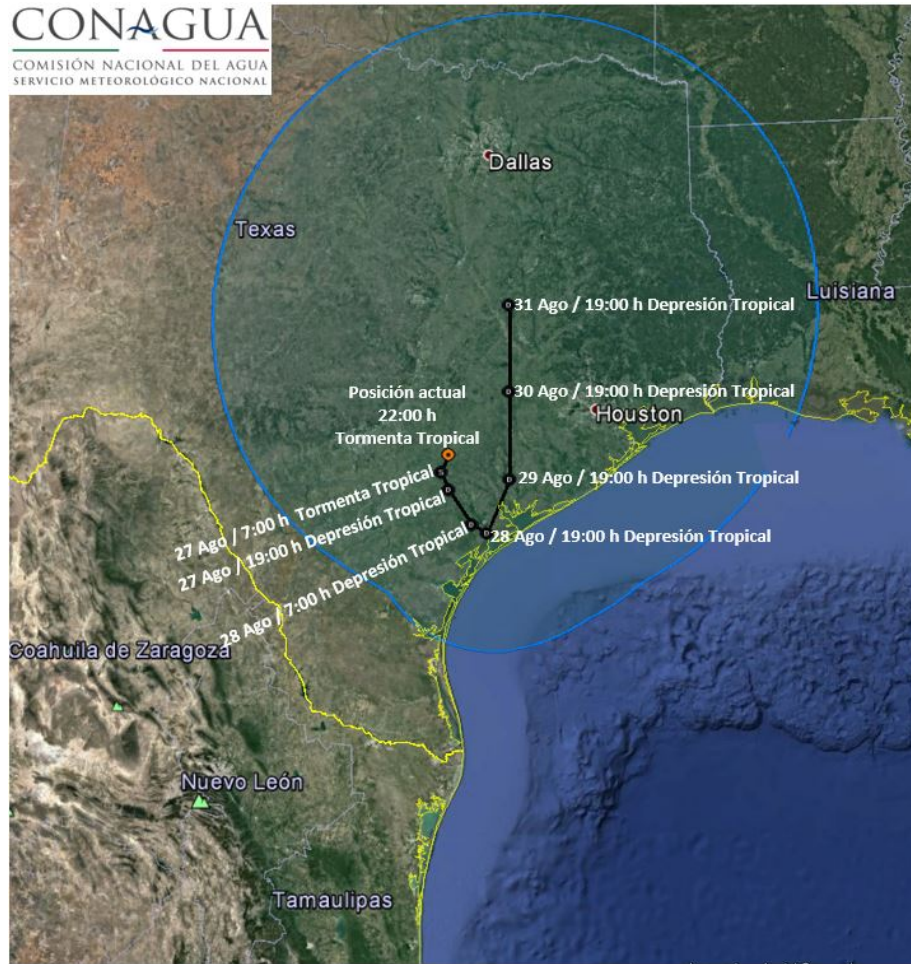 CONAGUA
COMISIÓN NACIONAL DEL AGUA
SERVICIO METEOROLÓGICO NACIONAL
Dallas
Texas
Luisiana
31 Ago / 19:00 h Depresión Tropical
30 Ago / 19:00 h Depresión Tropical
Houston
Posición actual
22:00 h
Tormenta Tropical
27 Ago / 7:00 h Tormenta Tropical
27 Ago / 19:00 h Depresión Tropical
29 Ago / 19:00 h Depresión Tropical
28 Ago / 7:00 h Depresión Tropical
28 Ago / 19:00 h Depresión Tropical
Coahuila de Zaragoza
Nuevo León
Tamaulipas